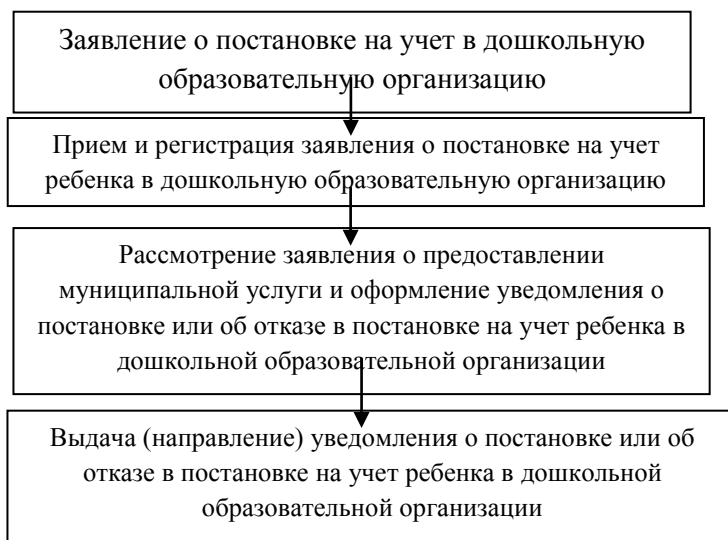 Заявление о постановке на учет в дошкольную
образовательную организацию
Прием и регистрация заявления о постановке на учет
ребенка в дошкольную образовательную организацию
Рассмотрение заявления о предоставлении
муниципальной услуги и оформление уведомления о
постановке или об отказе в постановке на учет ребенка в
дошкольной образовательной организации
Выдача (направление) уведомления о постановке или об
отказе в постановке на учет ребенка в дошкольной
образовательной организации